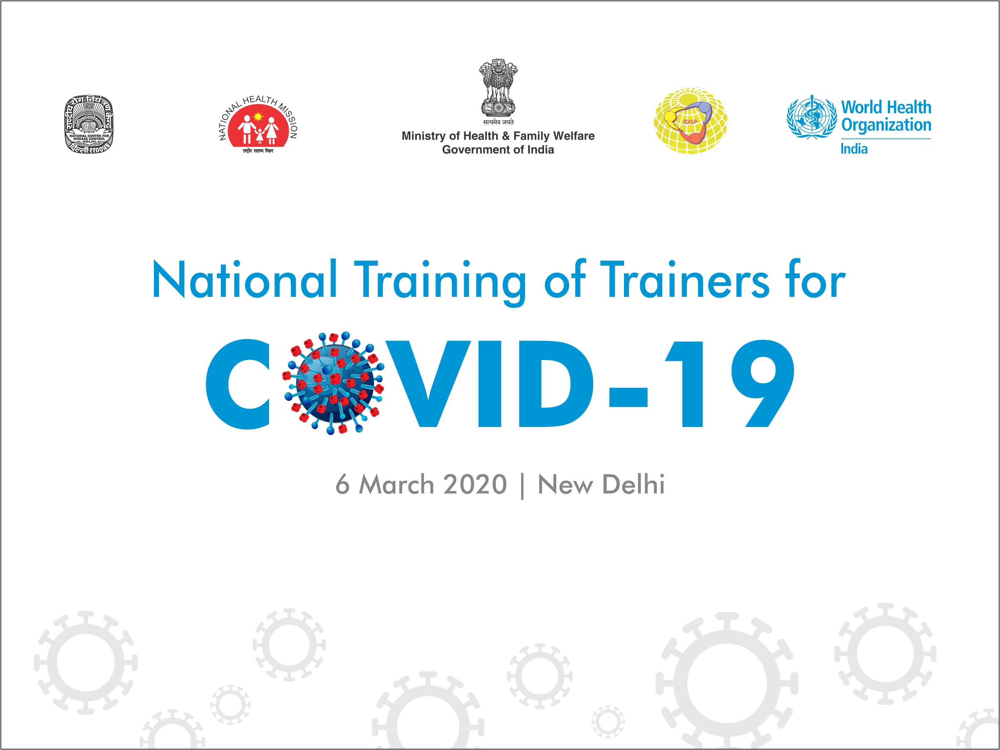 राष्ट्रीय रोग नियंत्रण केन्द्र
NATIONAL CENTRE FOR
DISEASE CONTROL
DELHI
दिल्ली-११००५४
NATIONAL HEALTH MISSION
राष्ट्रीय स्वास्थ्य मिशन
सत्यमेव जयते
Ministry of Health & Family Welfare
Government of India
IDSP
World Health
Organization
India
National Training of Trainers for
COVID-19
6 March 2020 | New Delhi